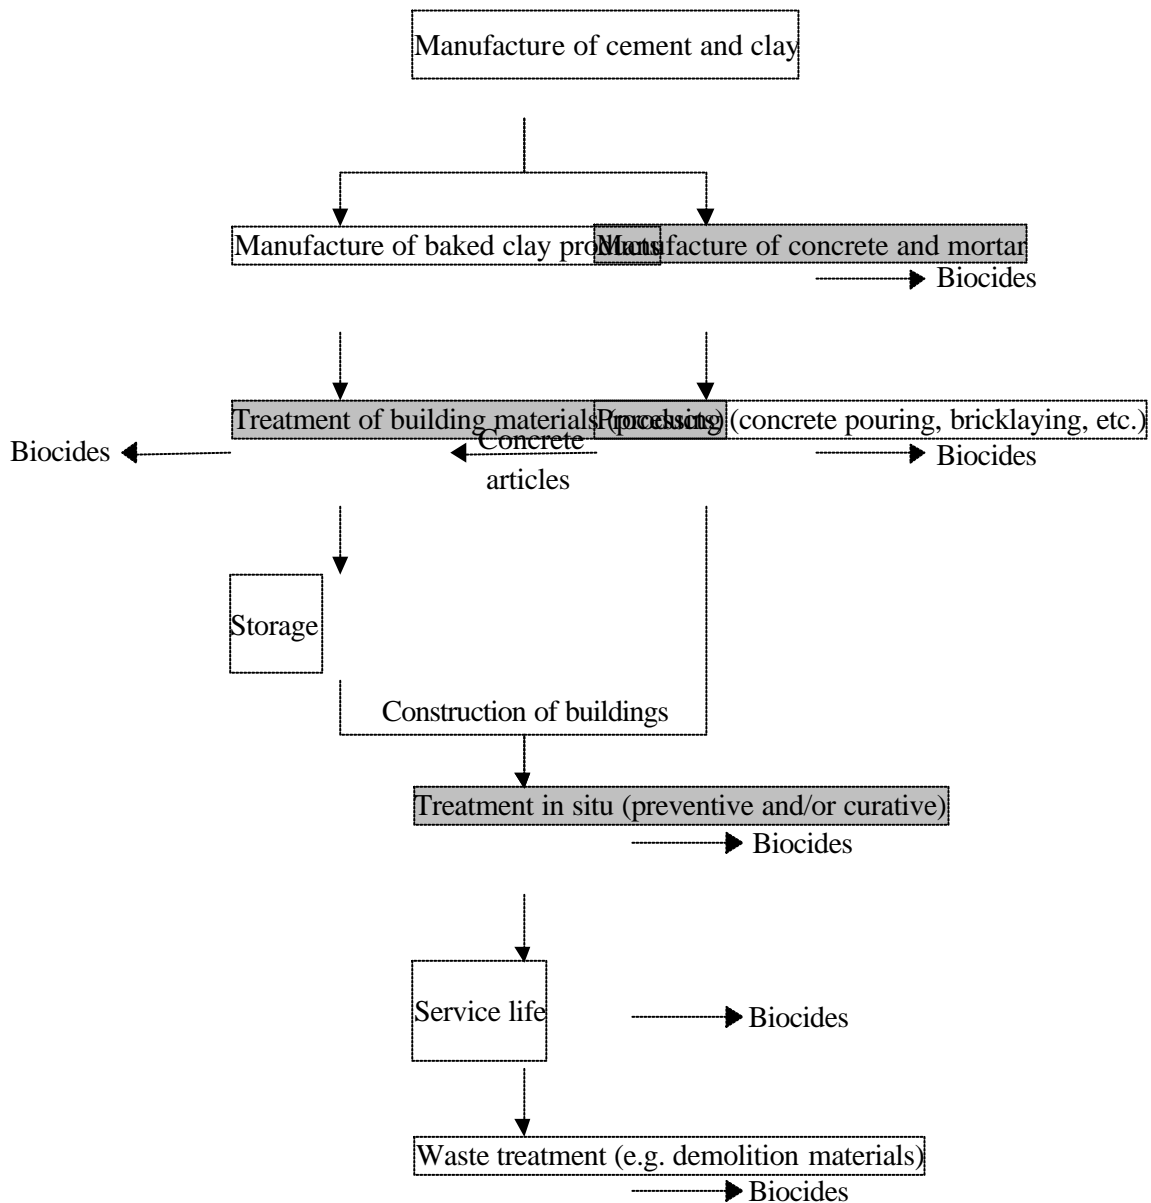 Manufacture of cement and clay
Manufacture of baked clay products
Manufacture of concrete and mortar
Biocides
Treatment of building materials (products)
Processing (concrete pouring, bricklaying, etc.)
Biocides
Concrete
articles
Biocides
Storage
Construction of buildings
Treatment in situ (preventive and/or curative)
Biocides
Service life
Biocides
Waste treatment (e.g. demolition materials)
Biocides